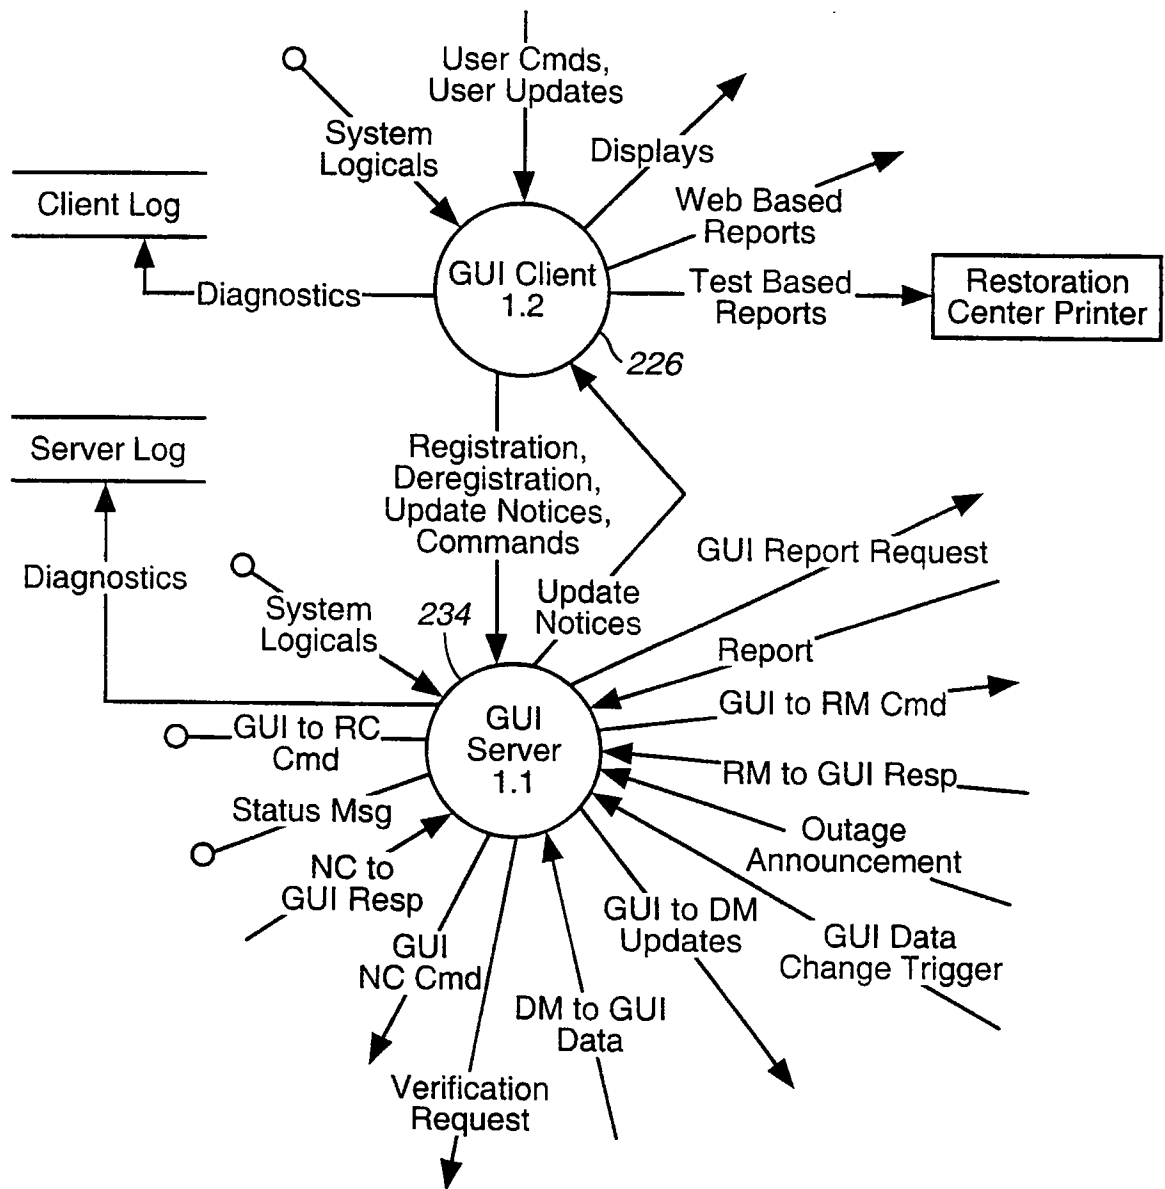 User Cmds,
User Updates
System
Logicals
Displays
Client Log
Web Based
Reports
GUI Client
1.2
Diagnostics
Test Based
Reports
Restoration
Center Printer
226
Server Log
Registration,
Deregistration,
Update Notices,
Commands
GUI Report Request
Diagnostics
System
Logicals
234
Update
Notices
Report
GUI to RM Cmd
GUI
Server
1.1
GUI to RC
Cmd
RM to GUI Resp
Status Msg
Outage
Announcement
NC to
GUI Resp
GUI to DM
Updates
GUI Data
Change Trigger
GUI
NC Cmd
DM to GUI
Data
Verification
Request